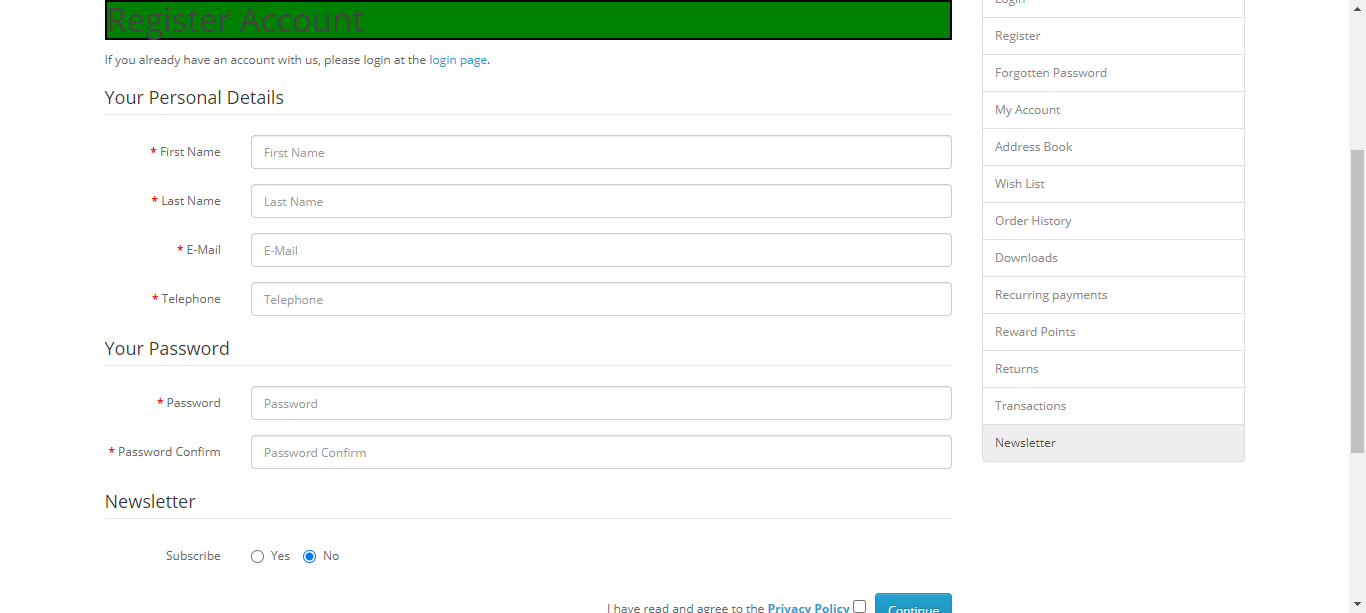 Register Account
If you already have an account with us, please login at the login page.
Your Personal Details
* First Name
First Name
* Last Name
Last Name
* E-Mail
E-Mail
* Telephone
Telephone
Your Password
* Password
Password
* Password Confirm
Password Confirm
Newsletter
Subscribe
Yes
No
I have read and agree to the Privacy Policy
Continue
Login
Register
Forgotten Password
My Account
Address Book
Wish List
Order History
Downloads
Recurring payments
Reward Points
Returns
Transactions
Newsletter